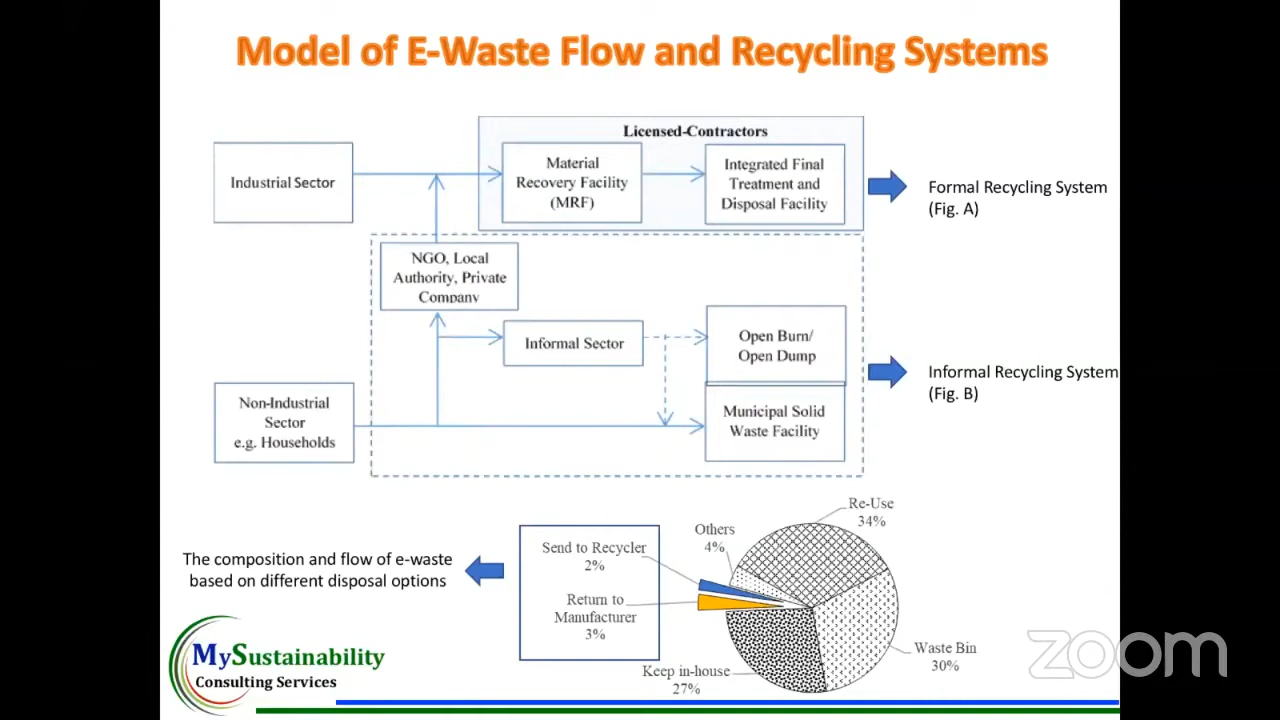 Model of E-Waste Flow and Recycling Systems
Licensed-Contractors
Industrial Sector
Material
Recovery Facility
(MRF)
Integrated Final
Treatment and
Disposal Facility
Formal Recycling System
(Fig. A)
NGO, Local
Authority, Private
Company
Informal Sector
Open Burn/
Open Dump
Informal Recycling System
(Fig. B)
Non-Industrial
Sector
e.g. Households
Municipal Solid
Waste Facility
The composition and flow of e-waste
based on different disposal options
Send to Recycler
2%
Return to
Manufacturer
3%
Others
4%
Re-Use
34%
Waste Bin
30%
Keep in-house
27%
MySustainability
Consulting Services
zoom